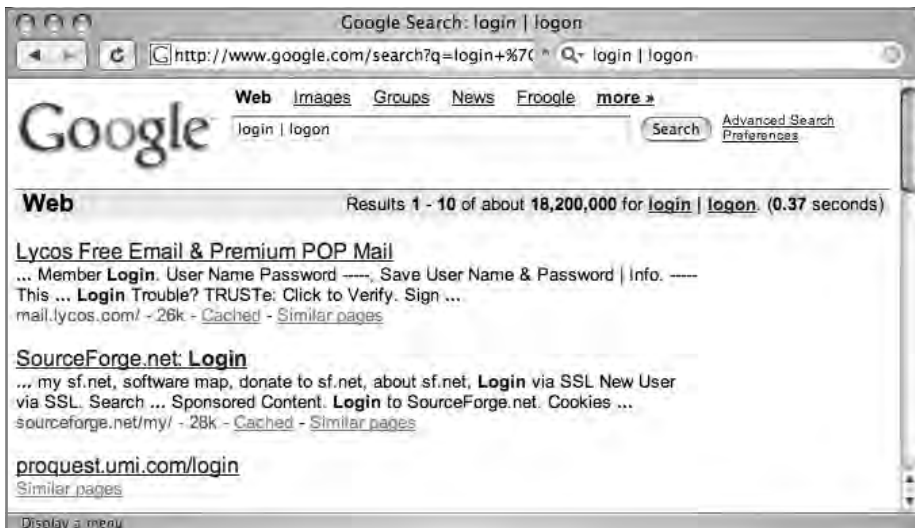 Google Search: login | logon
http://www.google.com/search?q=login+%7C login | logon
Web Images Groups News Froogle more »
Google login | logon Search Advanced Search
Preferences
Web Results 1 - 10 of about 18,200,000 for login | logon. (0.37 seconds)
Lycos Free Email & Premium POP Mail
... Member Login. User Name Password -----, Save User Name & Password | Info. -----
This ... Login Trouble? TRUSTe: Click to Verify. Sign ...
mail.lycos.com/ - 26k - Cached - Similar pages
SourceForge.net: Login
... my sf.net, software map, donate to sf.net, about sf.net, Login via SSL New User
via SSL. Search ... Sponsored Content. Login to SourceForge.net. Cookies ...
sourceforge.net/my/ - 28k - Cached - Similar pages
proquest.umi.com/login
Similar pages
Display a menu